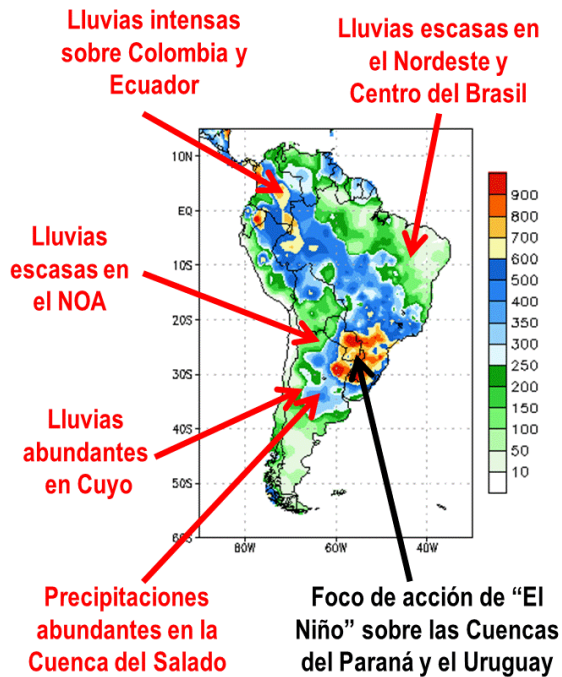 Lluvias intensas
sobre Colombia y
Ecuador
Lluvias escasas en
el Nordeste y
Centro del Brasil
Lluvias
escasas en
el NOA
Lluvias
abundantes
en Cuyo
10N
EQ
10S
20S
30S
40S
50S
60S
80W
60W
40W
900
800
700
600
500
400
350
300
250
200
150
100
50
10
Precipitaciones
abundantes en la
Cuenca del Salado
Foco de acción de “El
Niño” sobre las Cuencas
del Paraná y el Uruguay